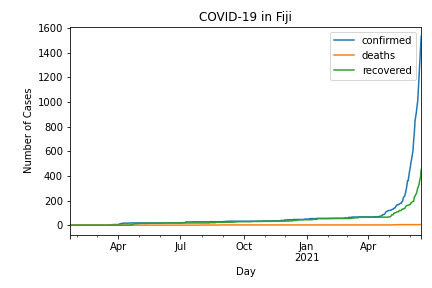 COVID-19 in Fiji
1600
1400
1200
1000
800
600
400
200
0
Number of Cases
confirmed
deaths
recovered
Apr
Jul
Oct
Jan
2021
Apr
Day